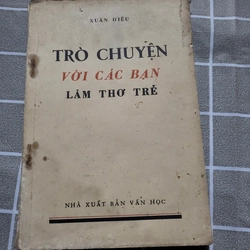 XUÂN DIỆU
TRÒ CHUYỆN
VỚI CÁC BẠN
LÀM THƠ TRẺ
NHÀ XUẤT BẢN VĂN HỌC